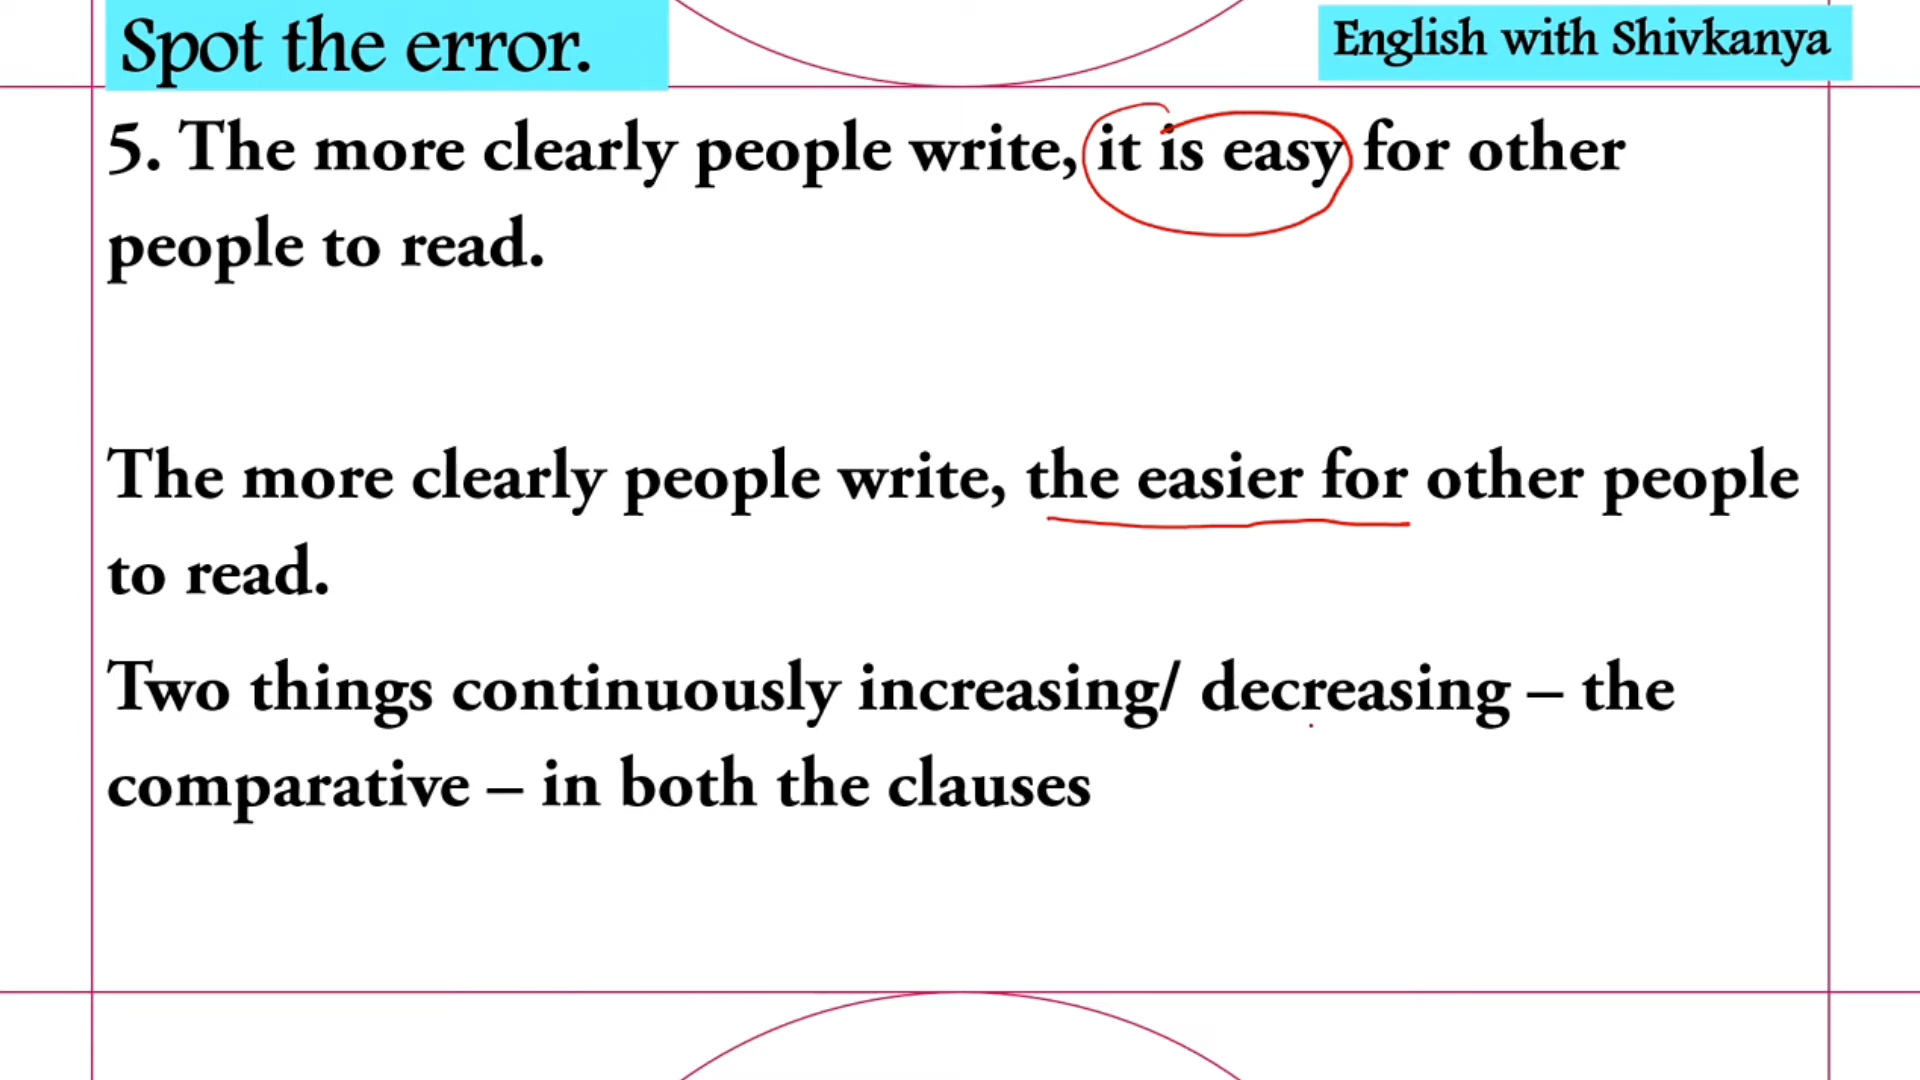 Spot the error.
English with Shivkanya
5. The more clearly people write, it is easy for other
people to read.
The more clearly people write, the easier for other people
to read.
Two things continuously increasing/ decreasing – the
comparative – in both the clauses